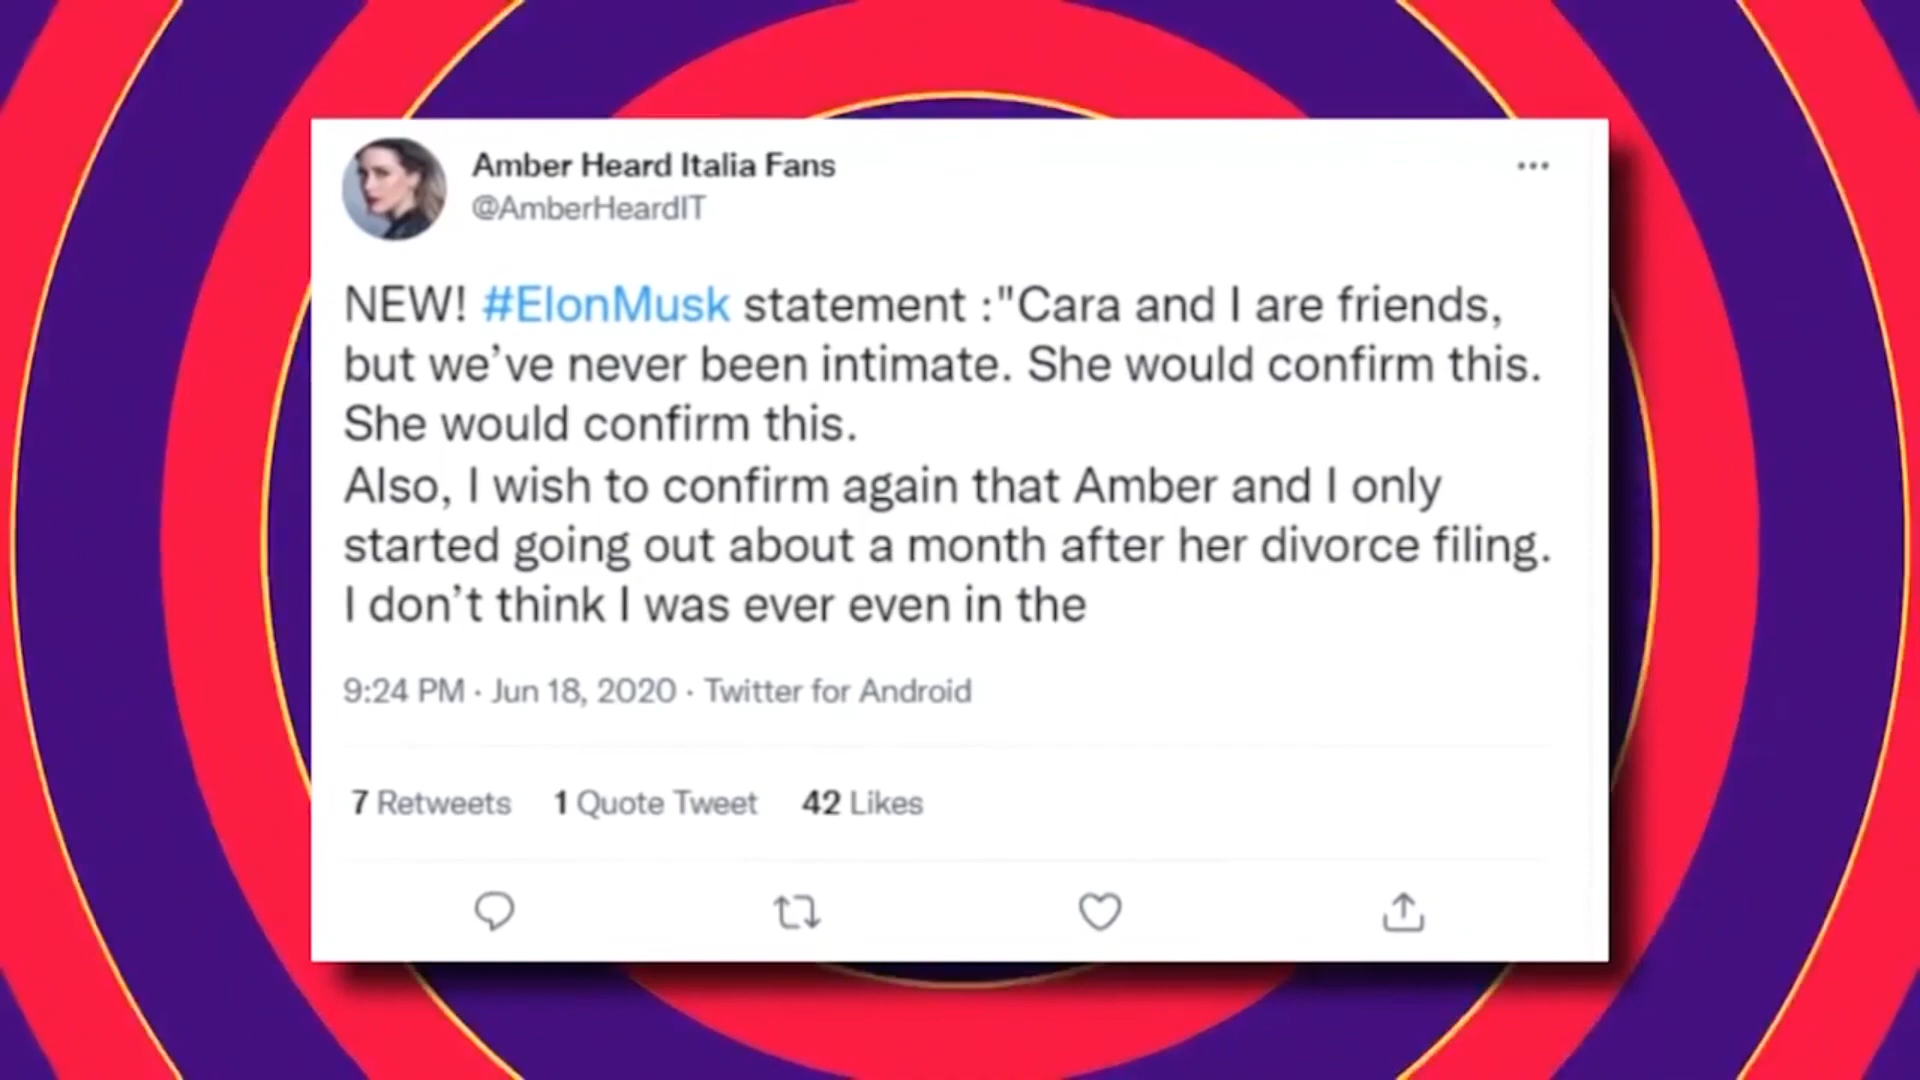 Amber Heard Italia Fans
@AmberHeardIT
NEW! #ElonMusk statement :"Cara and I are friends,
but we’ve never been intimate. She would confirm this.
She would confirm this.
Also, I wish to confirm again that Amber and I only
started going out about a month after her divorce filing.
I don’t think I was ever even in the
9:24 PM · Jun 18, 2020 · Twitter for Android
7 Retweets 1 Quote Tweet 42 Likes